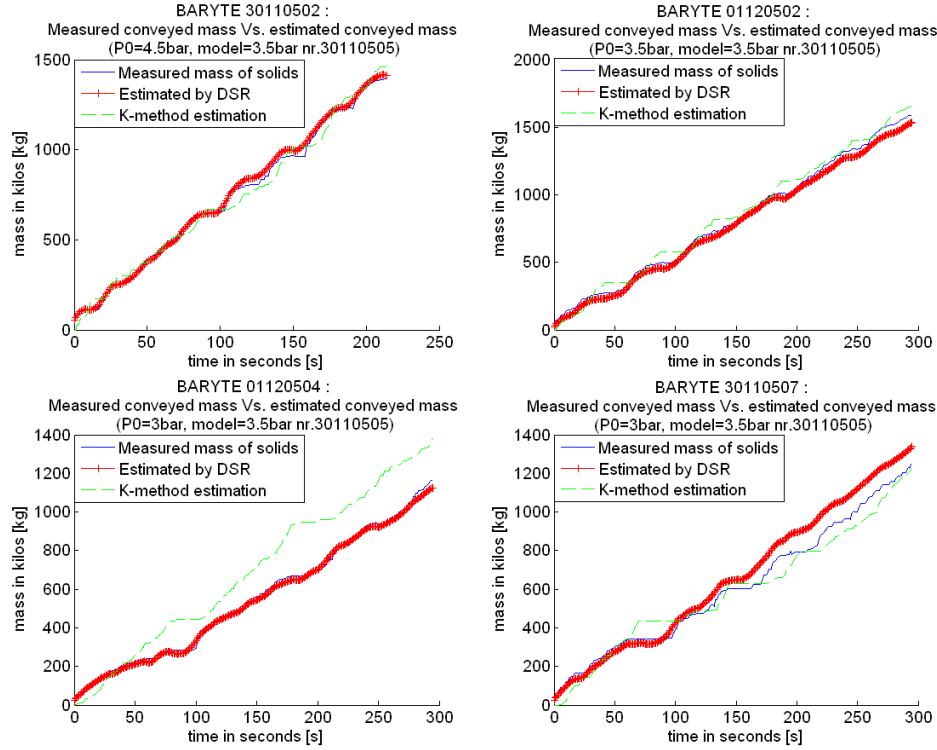 BARYTE 30110502 :
Measured conveyed mass Vs. estimated conveyed mass
(P0=4.5bar, model=3.5bar nr.30110505)
1500
1000
500
0
mass in kilos [kg]
Measured mass of solids
Estimated by DSR
K-method estimation
0 50 100 150 200 250
time in seconds [s]
BARYTE 01120502 :
Measured conveyed mass Vs. estimated conveyed mass
(P0=3.5bar, model=3.5bar nr.30110505)
2000
1500
1000
500
0
mass in kilos [kg]
Measured mass of solids
Estimated by DSR
K-method estimation
0 50 100 150 200 250 300
time in seconds [s]
BARYTE 01120504 :
Measured conveyed mass Vs. estimated conveyed mass
(P0=3bar, model=3.5bar nr.30110505)
1400
1200
1000
800
600
400
200
0
mass in kilos [kg]
Measured mass of solids
Estimated by DSR
K-method estimation
0 50 100 150 200 250 300
time in seconds [s]
BARYTE 30110507 :
Measured conveyed mass Vs. estimated conveyed mass
(P0=3bar, model=3.5bar nr.30110505)
1400
1200
1000
800
600
400
200
0
mass in kilos [kg]
Measured mass of solids
Estimated by DSR
K-method estimation
0 50 100 150 200 250 300
time in seconds [s]